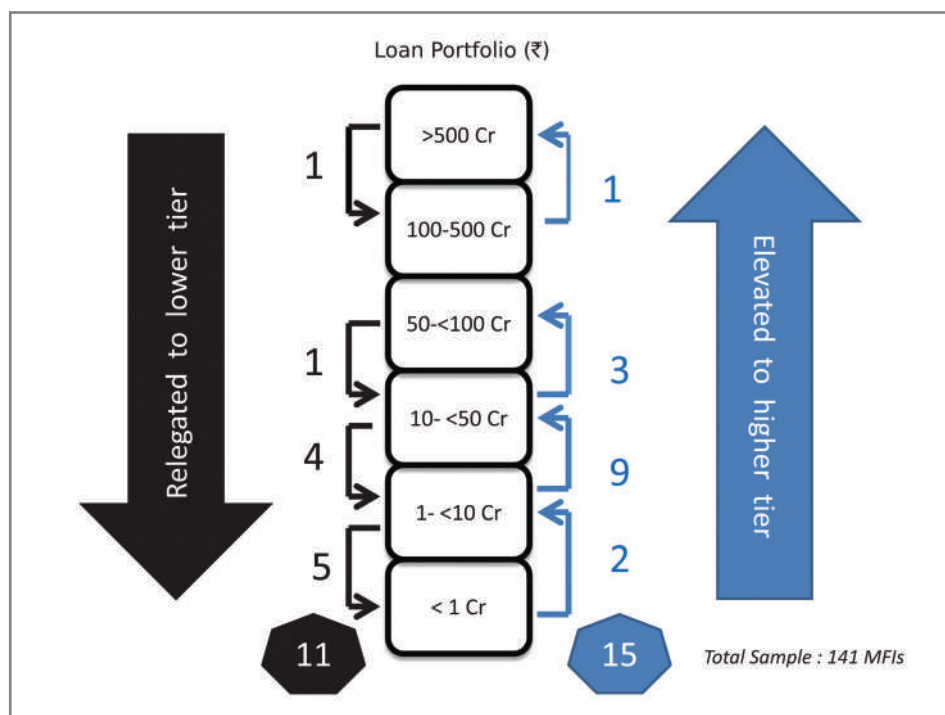 Loan Portfolio (₹)
Relegated to lower tier
>500 Cr
100-500 Cr
50-<100 Cr
10- <50 Cr
1- <10 Cr
< 1 Cr
1
1
4
5
11
1
3
9
2
15
Elevated to higher tier
Total Sample : 141 MFIs